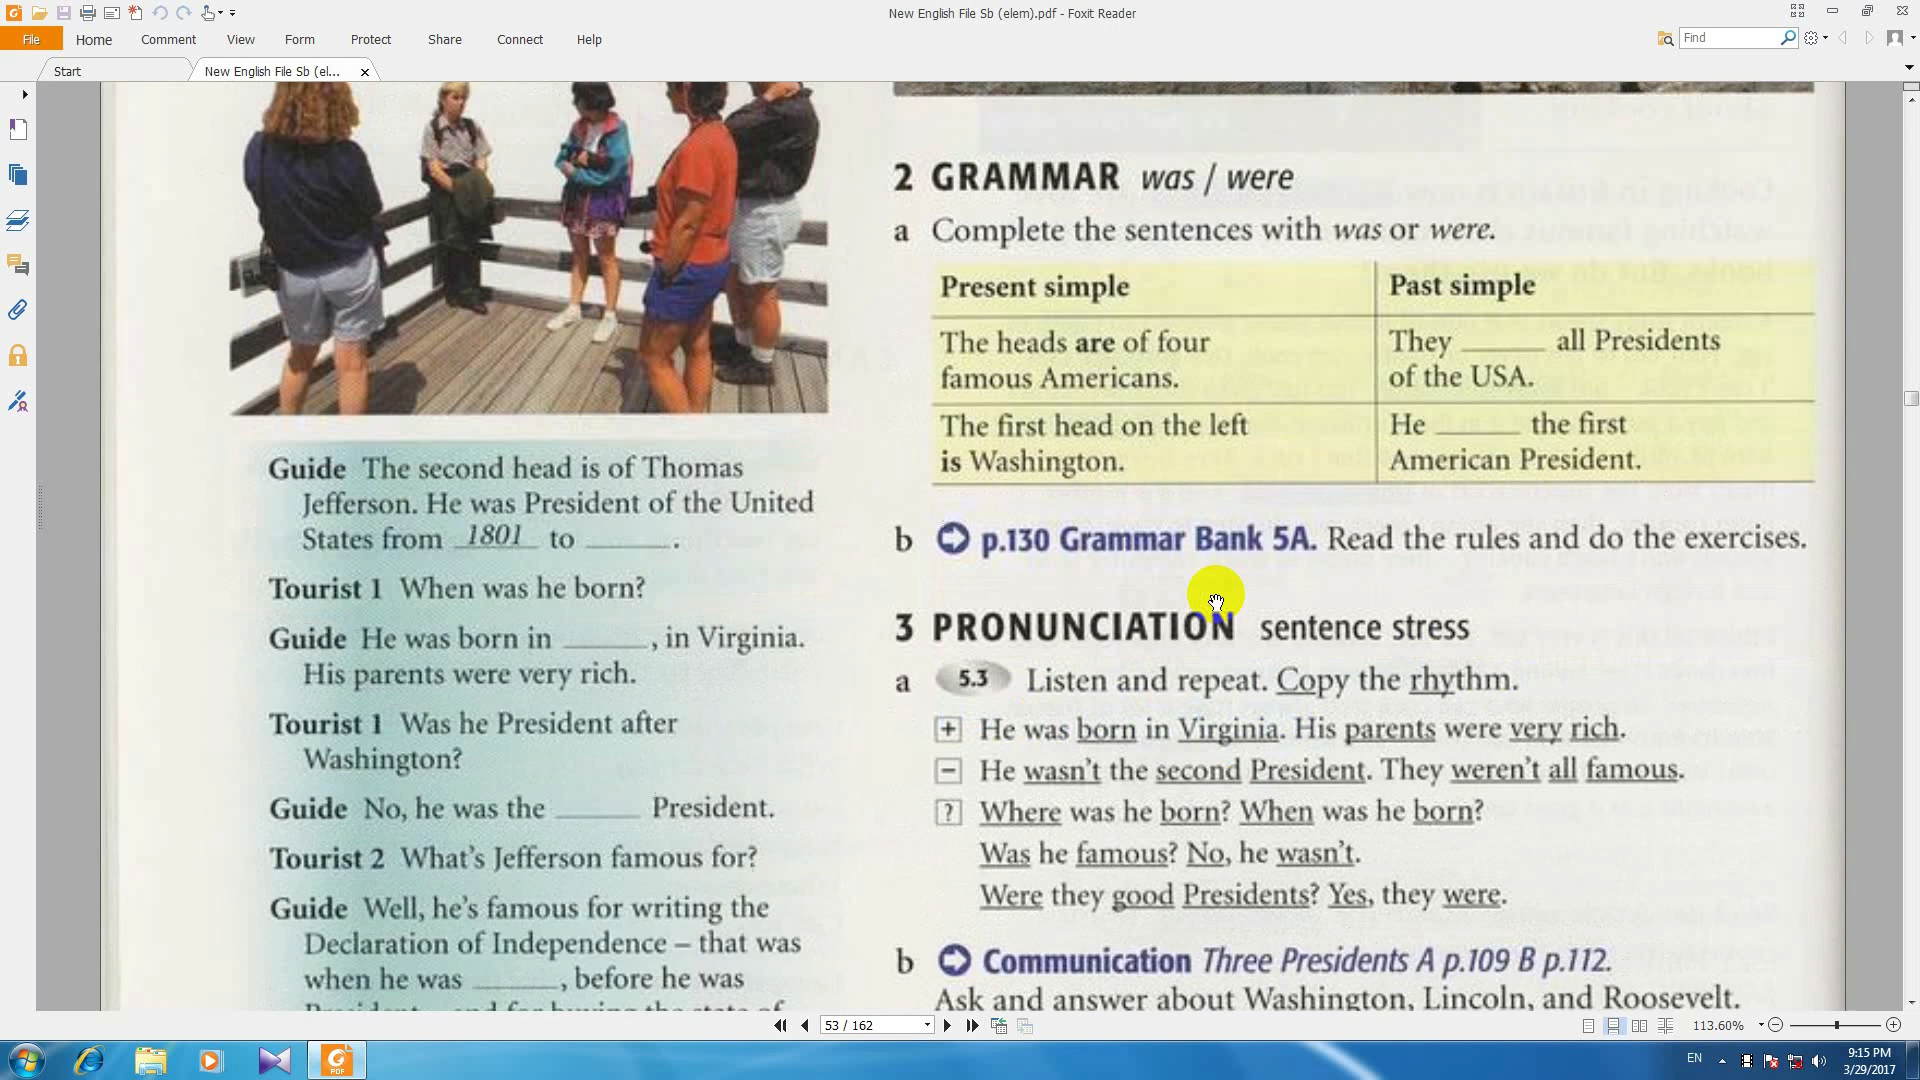 New English File Sb (elem).pdf - Foxit Reader
File Home Comment View Form Protect Share Connect Help
Find
Start
New English File Sb (el...
Guide The second head is of Thomas
Jefferson. He was President of the United
States from 1801 to ______.
Tourist 1 When was he born?
Guide He was born in ______, in Virginia.
His parents were very rich.
Tourist 1 Was he President after
Washington?
Guide No, he was the ______ President.
Tourist 2 What's Jefferson famous for?
Guide Well, he's famous for writing the
Declaration of Independence – that was
when he was ______, before he was
2 GRAMMAR was / were
a Complete the sentences with was or were.
Present simple
Past simple
The heads are of four
famous Americans.
They ______ all Presidents
of the USA.
The first head on the left
is Washington.
He ______ the first
American President.
b p.130 Grammar Bank 5A. Read the rules and do the exercises.
3 PRONUNCIATION sentence stress
a 5.3 Listen and repeat. Copy the rhythm.
+ He was born in Virginia. His parents were very rich.
– He wasn't the second President. They weren't all famous.
? Where was he born? When was he born?
Was he famous? No, he wasn't.
Were they good Presidents? Yes, they were.
b Communication Three Presidents A p.109 B p.112.
Ask and answer about Washington, Lincoln, and Roosevelt.
53 / 162
113.60%
PDF
EN
9:15 PM
3/29/2017